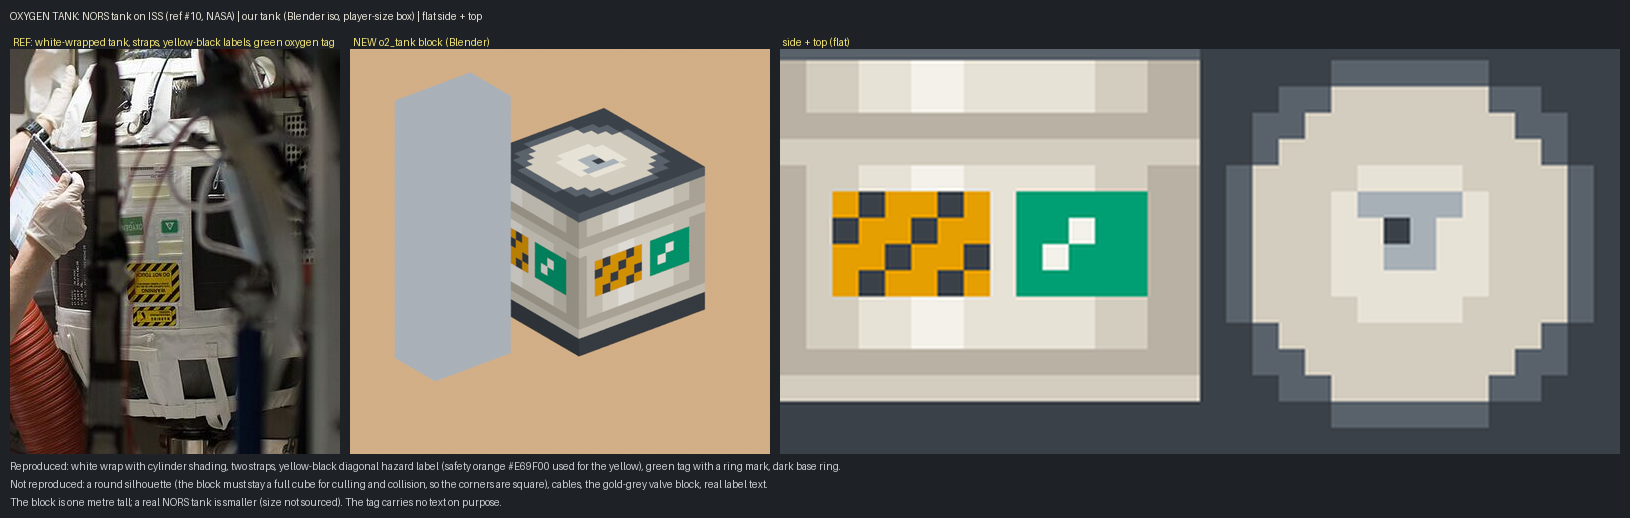 OXYGEN TANK: NORS tank on ISS (ref #10, NASA) | our tank (Blender iso, player-size box) | flat side + top
REF: white-wrapped tank, straps, yellow-black labels, green oxygen tag
NEW o2_tank block (Blender)
side + top (flat)
OXYGEN
DO NOT TOUCH
WARNING
Reproduced: white wrap with cylinder shading, two straps, yellow-black diagonal hazard label (safety orange #E69F00 used for the yellow), green tag with a ring mark, dark base ring.
Not reproduced: a round silhouette (the block must stay a full cube for culling and collision, so the corners are square), cables, the gold-grey valve block, real label text.
The block is one metre tall; a real NORS tank is smaller (size not sourced). The tag carries no text on purpose.